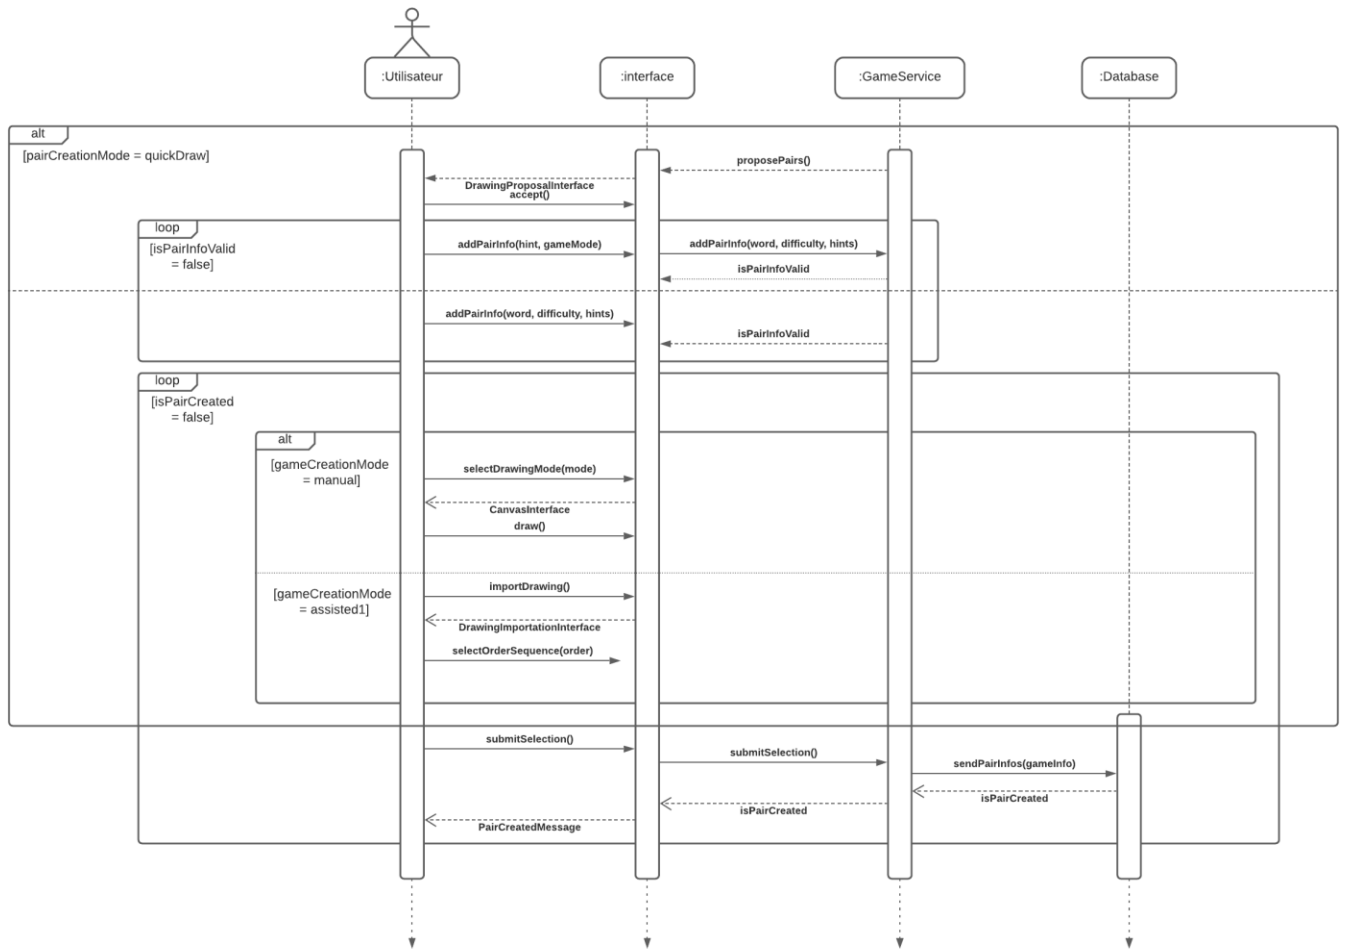 :Utilisateur
:interface
:GameService
:Database
alt
[pairCreationMode = quickDraw]
proposePairs()
DrawingProposalInterface
accept()
loop
[isPairInfoValid
= false]
addPairInfo(hint, gameMode)
addPairInfo(word, difficulty, hints)
isPairInfoValid
addPairInfo(word, difficulty, hints)
isPairInfoValid
loop
[isPairCreated
= false]
alt
[gameCreationMode
= manual]
selectDrawingMode(mode)
CanvasInterface
draw()
[gameCreationMode
= assisted1]
importDrawing()
DrawingImportationInterface
selectOrderSequence(order)
submitSelection()
submitSelection()
sendPairInfos(gameInfo)
isPairCreated
isPairCreated
PairCreatedMessage